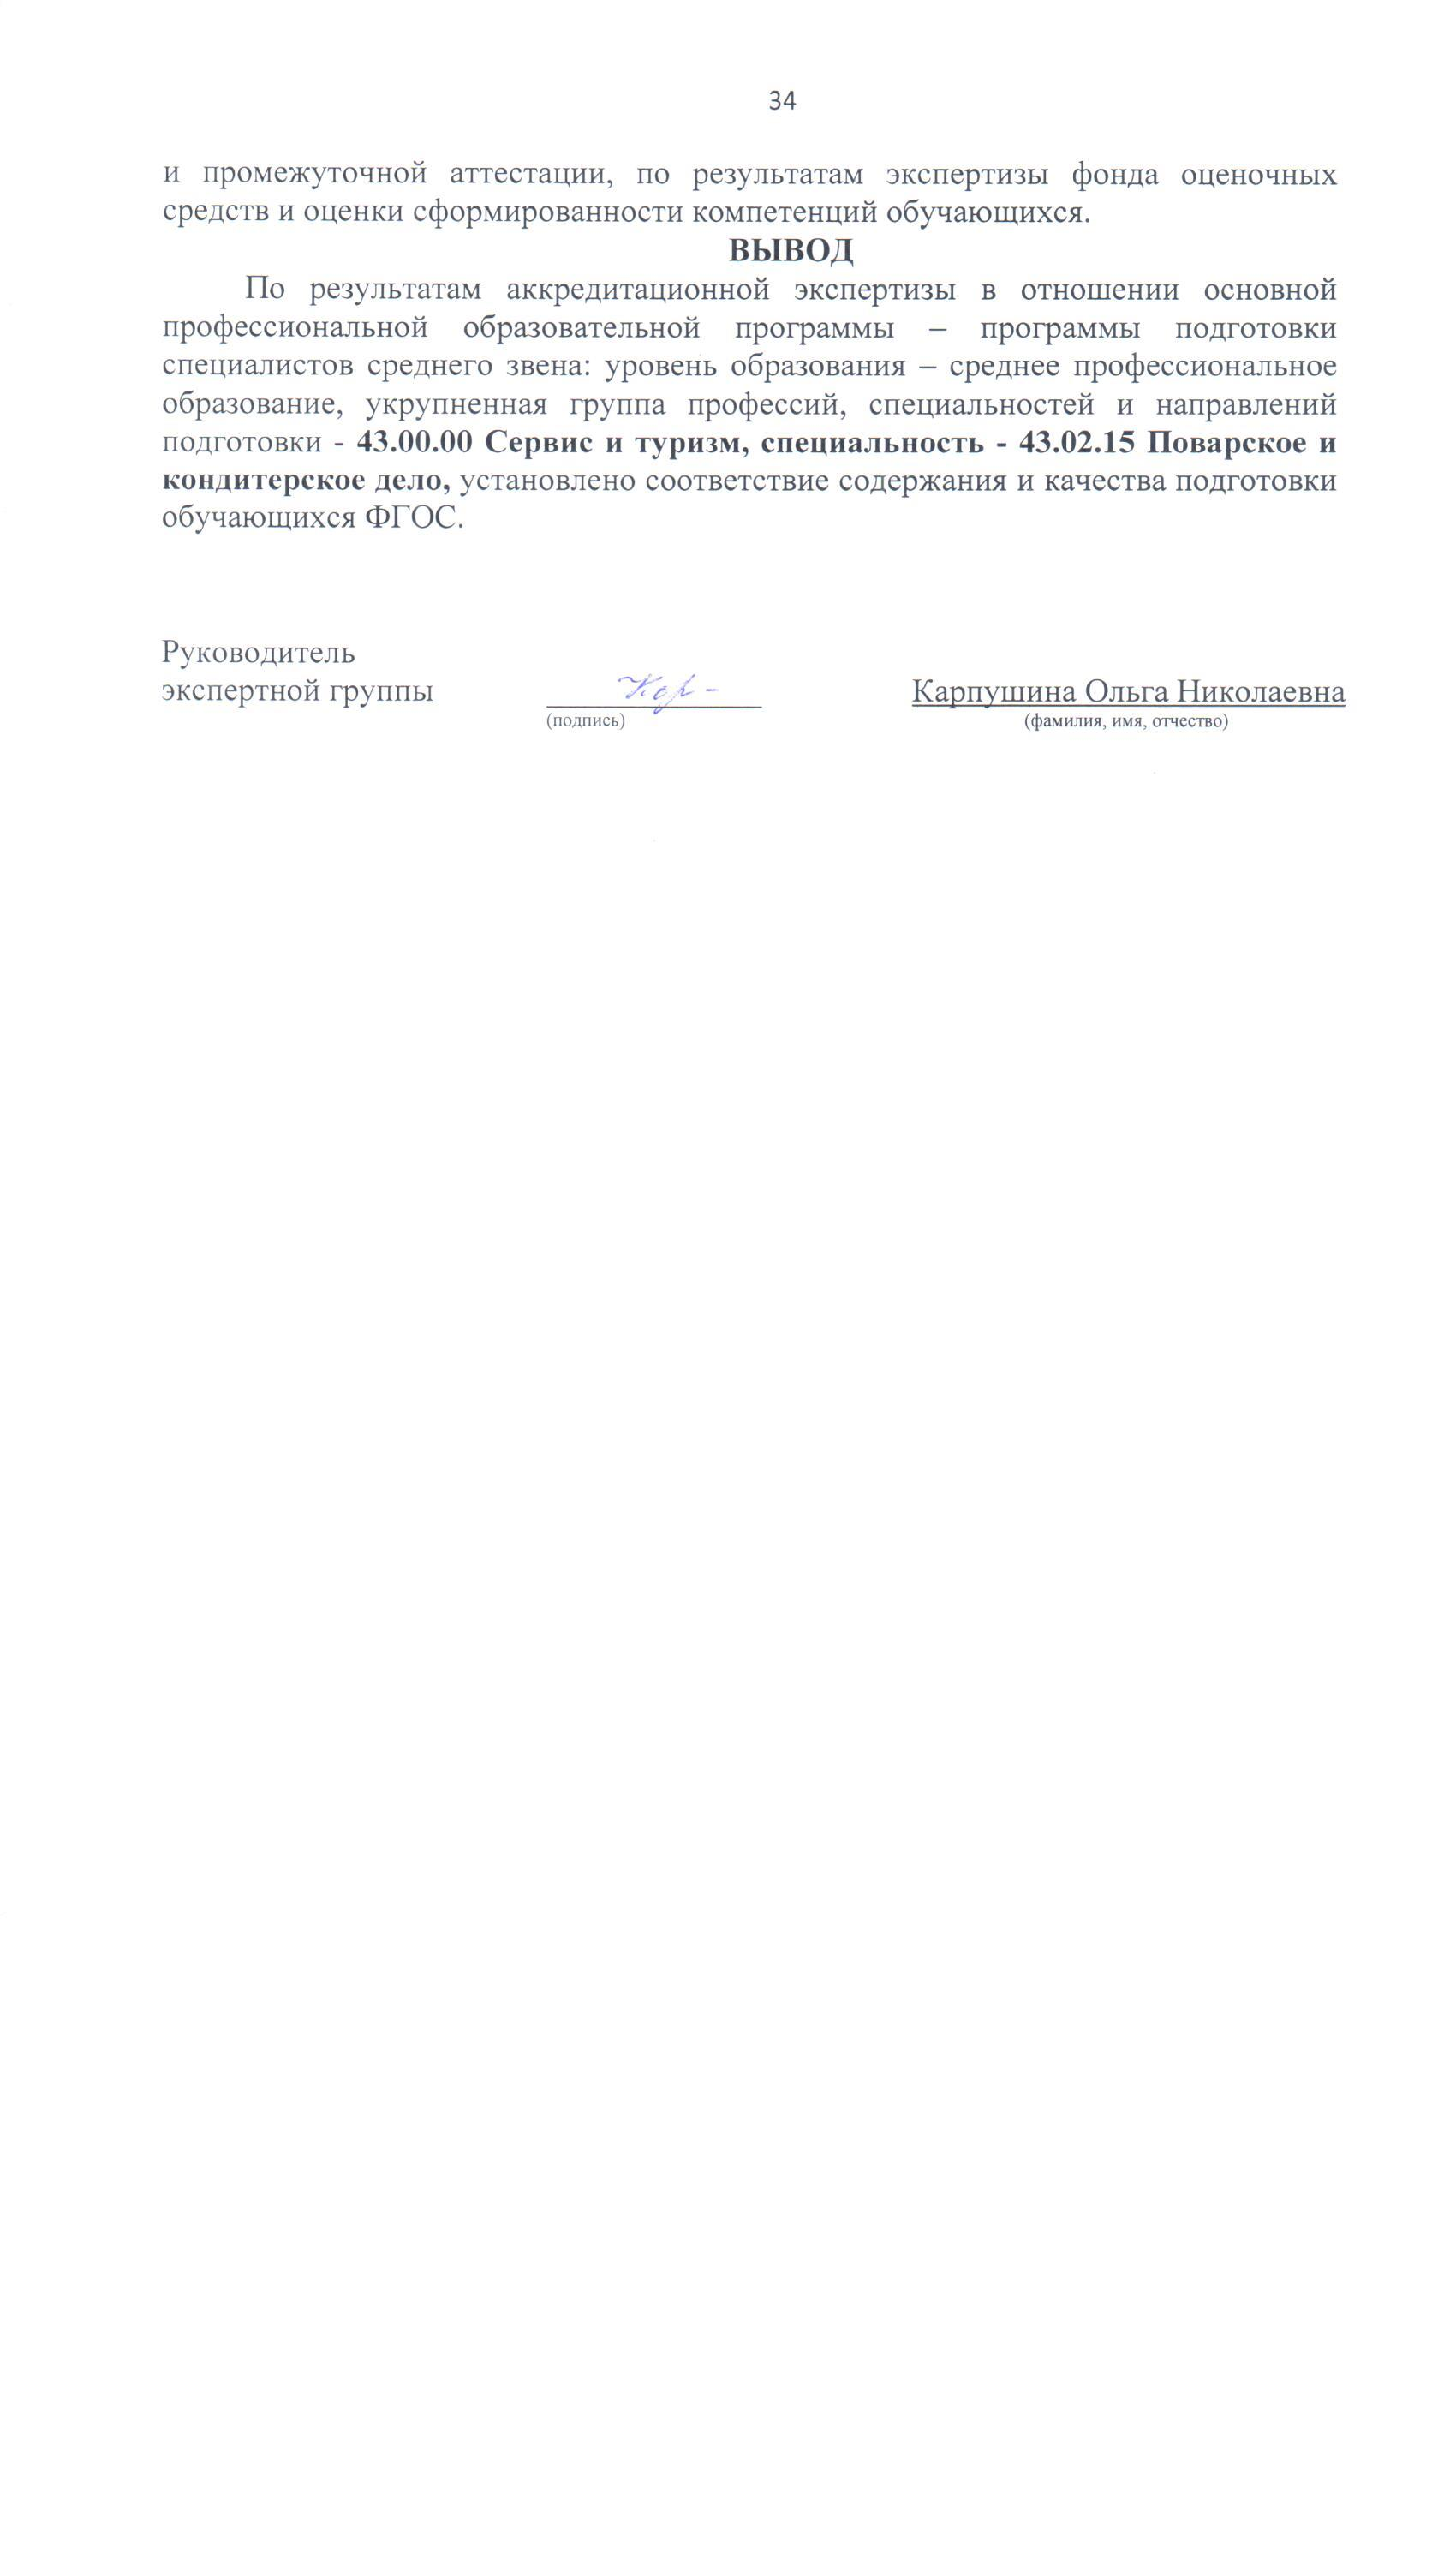 34
и промежуточной аттестации, по результатам экспертизы фонда оценочных
средств и оценки сформированности компетенций обучающихся.
ВЫВОД
По результатам аккредитационной экспертизы в отношении основной
профессиональной образовательной программы – программы подготовки
специалистов среднего звена: уровень образования – среднее профессиональное
образование, укрупненная группа профессий, специальностей и направлений
подготовки - 43.00.00 Сервис и туризм, специальность - 43.02.15 Поварское и
кондитерское дело, установлено соответствие содержания и качества подготовки
обучающихся ФГОС.
Руководитель
экспертной группы
Карпушина Ольга Николаевна
(подпись)
(фамилия, имя, отчество)